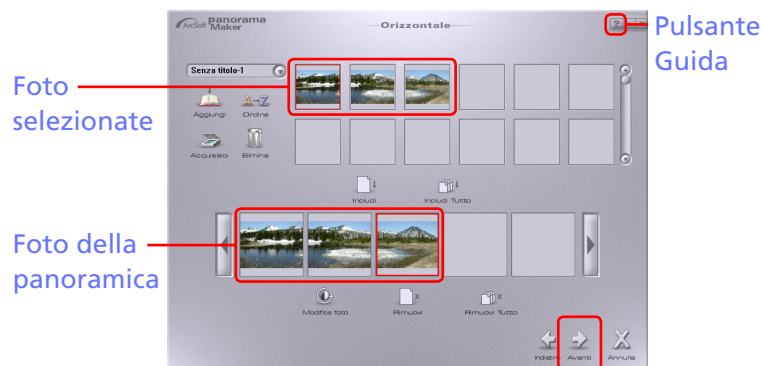 ArcSoft Panorama Maker
Orizzontale
?
Pulsante
Guida
Senza titolo-1
Foto
selezionate
Aggiungi Ordina
A-Z
Acquisisci Elimina
Includi Includi Tutto
Foto della
panoramica
Modifica foto Rimuovi Rimuovi Tutto
Indietro Avanti Annulla